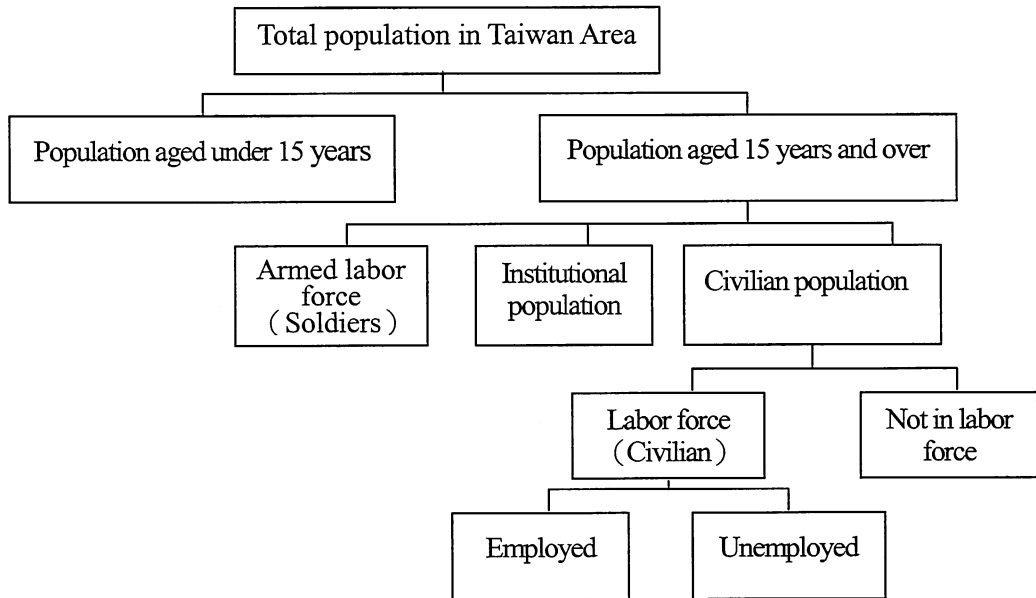 Total population in Taiwan Area
Population aged under 15 years
Population aged 15 years and over
Armed labor
force
（Soldiers）
Institutional
population
Civilian population
Labor force
（Civilian）
Not in labor
force
Employed
Unemployed